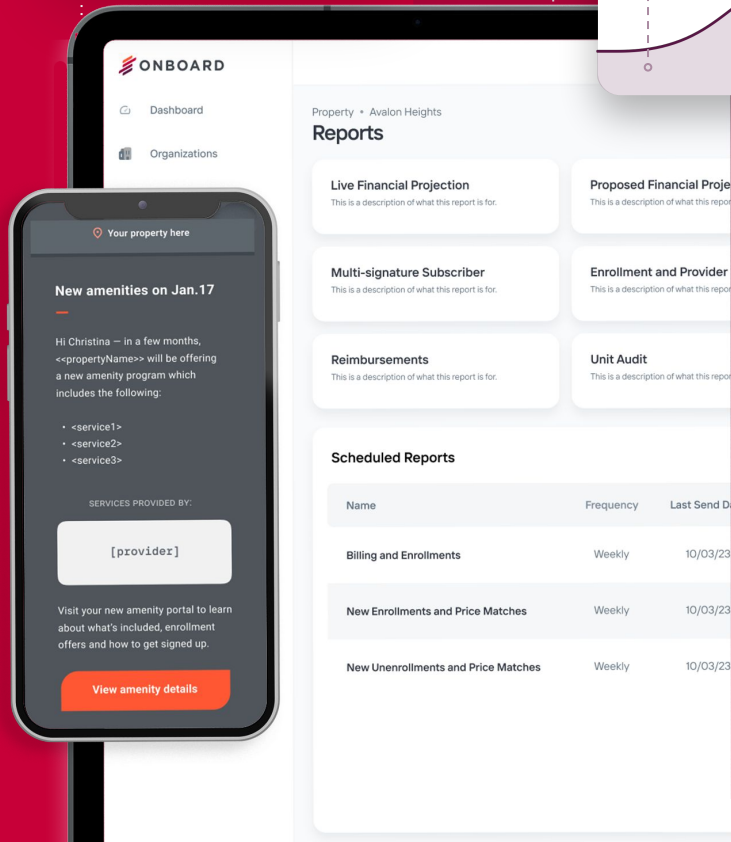 ONBOARD
Dashboard
Organizations
Property • Avalon Heights
Reports
Live Financial Projection
This is a description of what this report is for.
Proposed Financial Proje
This is a description of what this repor
Multi-signature Subscriber
This is a description of what this report is for.
Enrollment and Provider
This is a description of what this repor
Reimbursements
This is a description of what this report is for.
Unit Audit
This is a description of what this repor
Scheduled Reports
Name Frequency Last Send Da
Billing and Enrollments Weekly 10/03/23
New Enrollments and Price Matches Weekly 10/03/23
New Unenrollments and Price Matches Weekly 10/03/23
Your property here
New amenities on Jan.17
Hi Christina — in a few months,
<<propertyName>> will be offering
a new amenity program which
includes the following:
• <service1>
• <service2>
• <service3>
SERVICES PROVIDED BY:
[provider]
Visit your new amenity portal to learn
about what's included, enrollment
offers and how to get signed up.
View amenity details